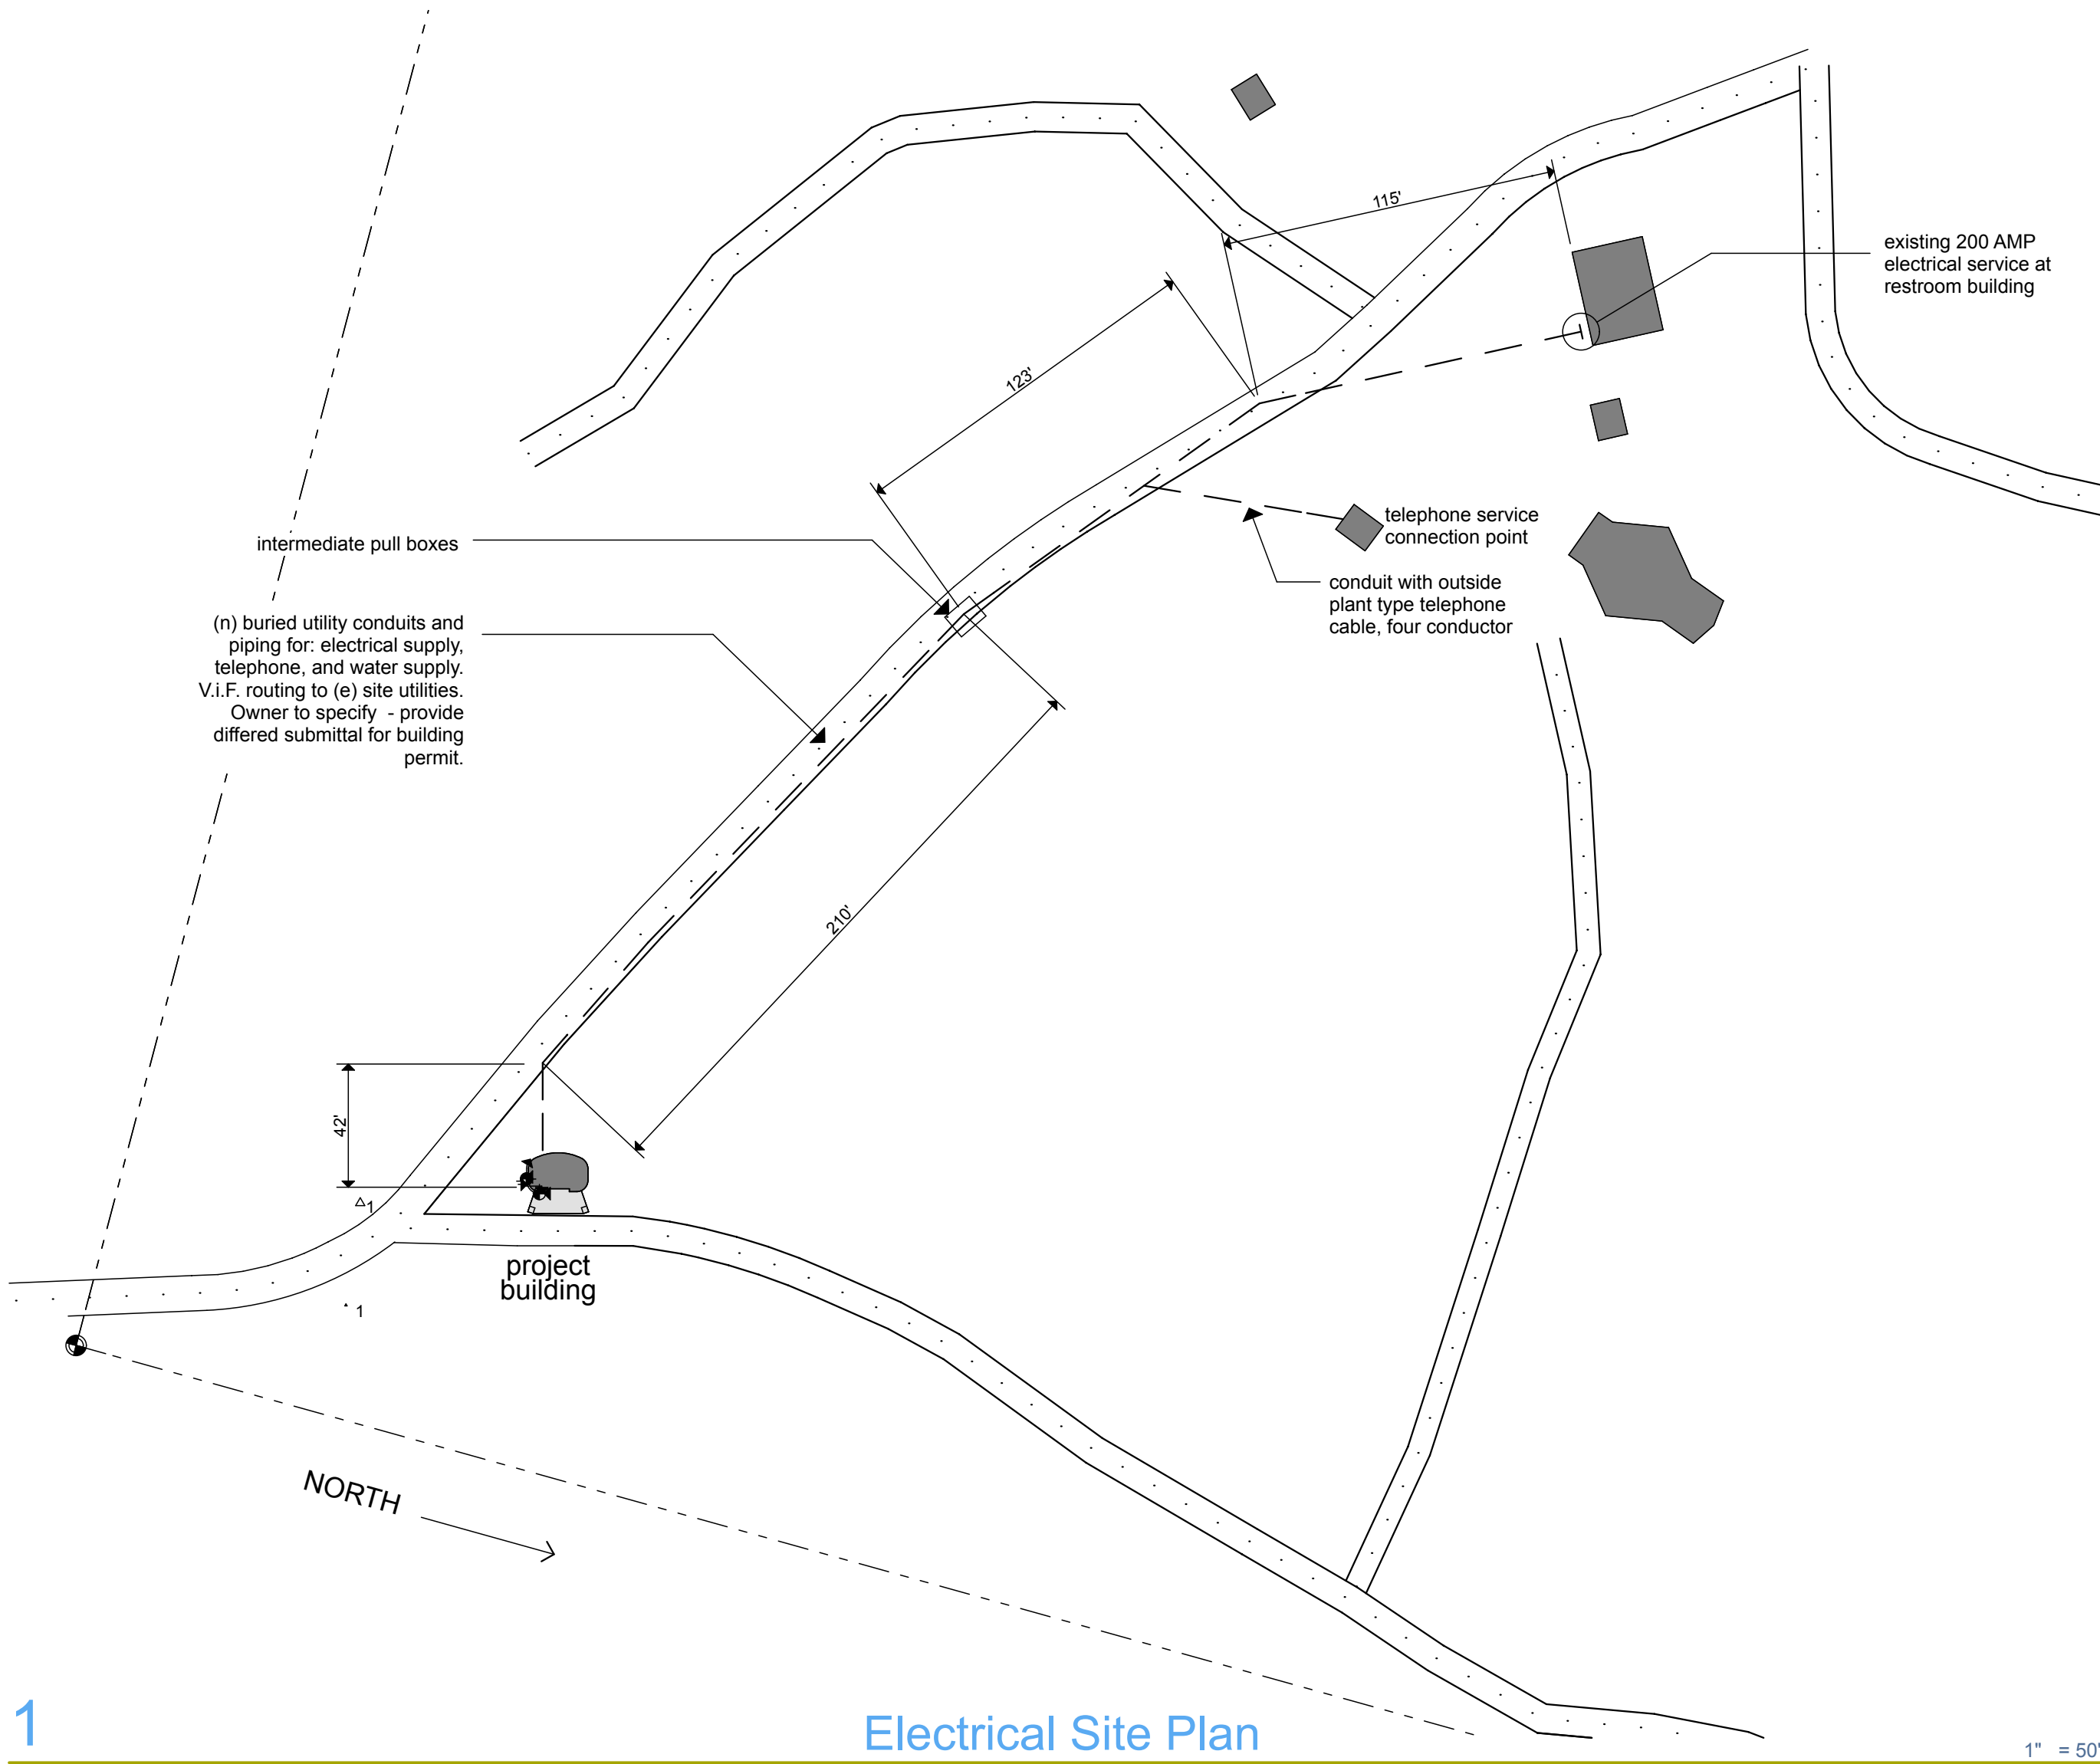 115'
existing 200 AMP
electrical service at
restroom building
123'
telephone service
connection point
intermediate pull boxes
conduit with outside
plant type telephone
cable, four conductor
(n) buried utility conduits and
piping for: electrical supply,
telephone, and water supply.
V.i.F. routing to (e) site utilities.
Owner to specify - provide
differed submittal for building
permit.
210'
42'
1
project
building
1
NORTH
1
Electrical Site Plan
1" = 50'